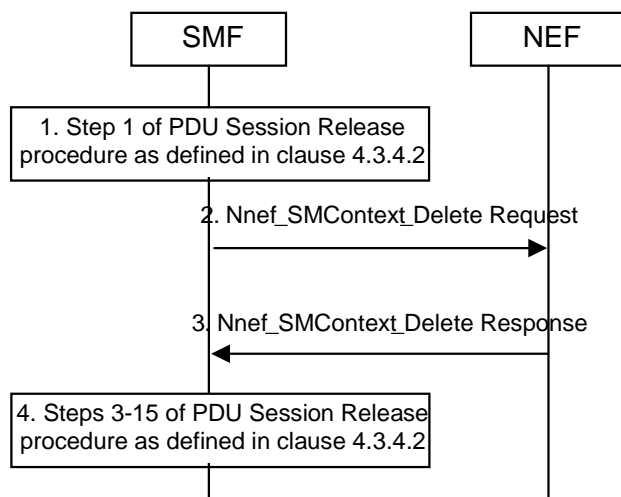 SMF
NEF
1. Step 1 of PDU Session Release
procedure as defined in clause 4.3.4.2
2. Nnef_SMContext_Delete Request
3. Nnef_SMContext_Delete Response
4. Steps 3-15 of PDU Session Release
procedure as defined in clause 4.3.4.2